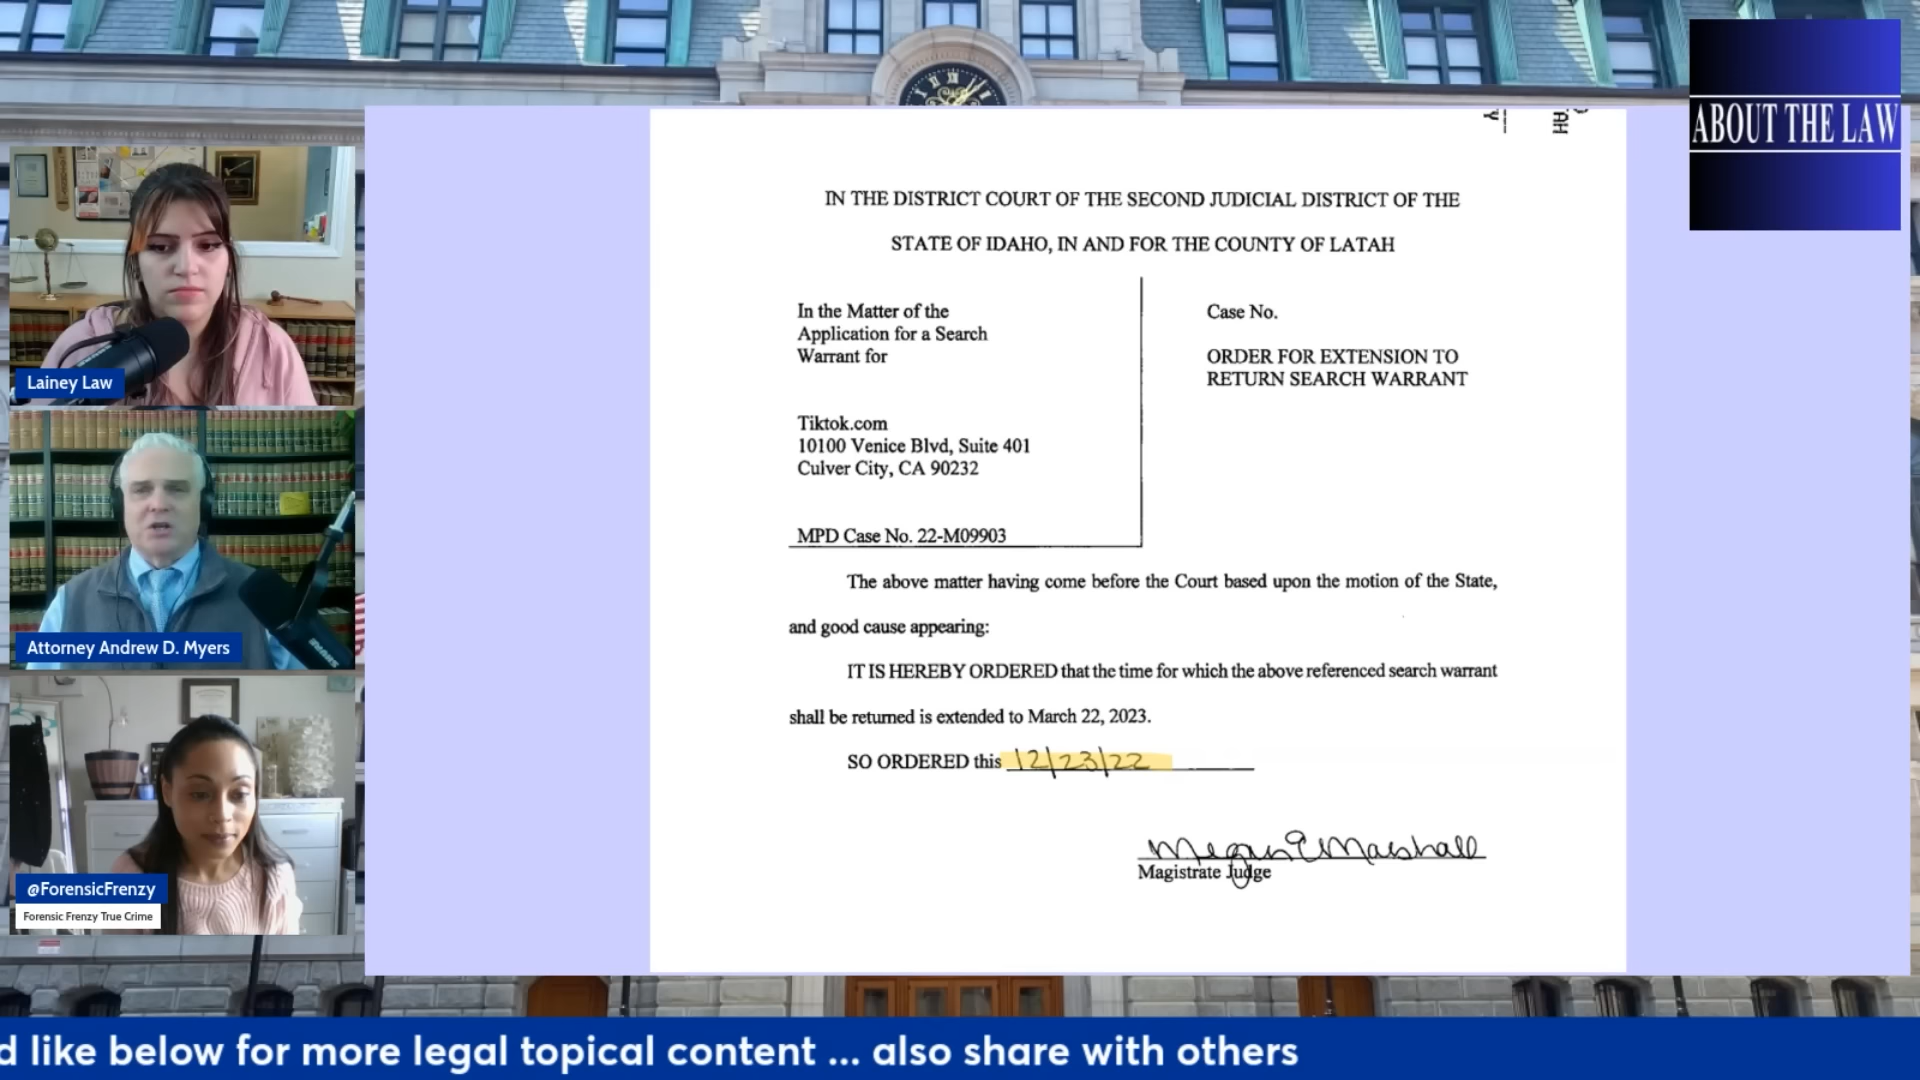 ABOUT THE LAW
AH
Y
IN THE DISTRICT COURT OF THE SECOND JUDICIAL DISTRICT OF THE
STATE OF IDAHO, IN AND FOR THE COUNTY OF LATAH
In the Matter of the
Application for a Search
Warrant for
Tiktok.com
10100 Venice Blvd, Suite 401
Culver City, CA 90232
MPD Case No. 22-M09903
Case No.
ORDER FOR EXTENSION TO
RETURN SEARCH WARRANT
The above matter having come before the Court based upon the motion of the State,
and good cause appearing:
IT IS HEREBY ORDERED that the time for which the above referenced search warrant
shall be returned is extended to March 22, 2023.
SO ORDERED this 12/23/22
Megan E Marshall
Magistrate Judge
Lainey Law
Attorney Andrew D. Myers
@ForensicFrenzy
Forensic Frenzy True Crime
d like below for more legal topical content ... also share with others